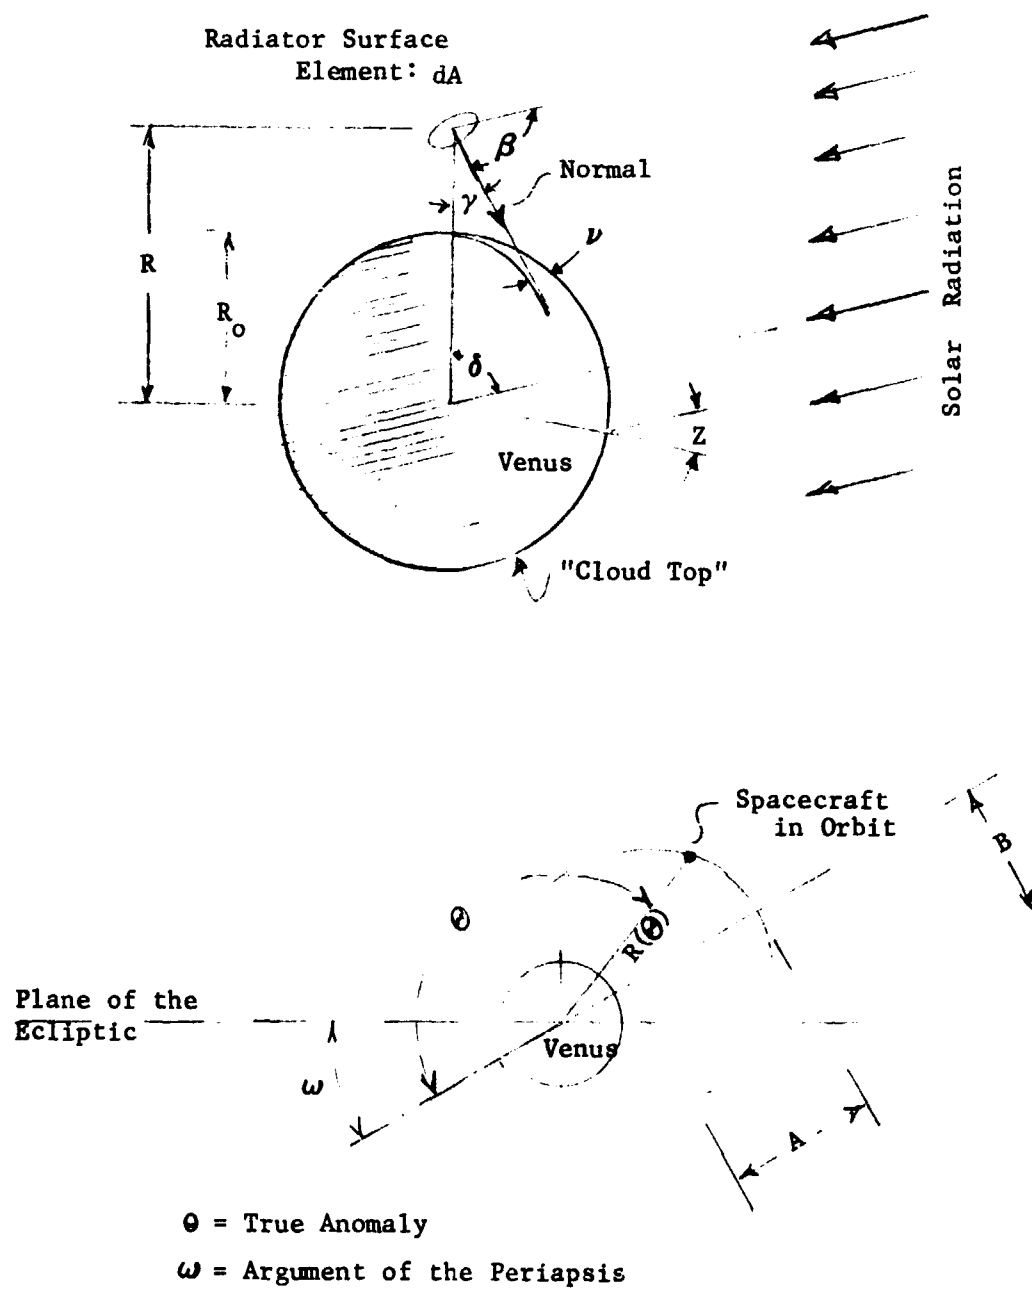 Radiator Surface
Element: dA
β
Normal
γ
ν
R
R₀
δ
Z
Venus
Solar Radiation
"Cloud Top"
Spacecraft
in Orbit
B
Θ
R(Θ)
Plane of the
Ecliptic
Venus
ω
A
Θ = True Anomaly
ω = Argument of the Periapsis